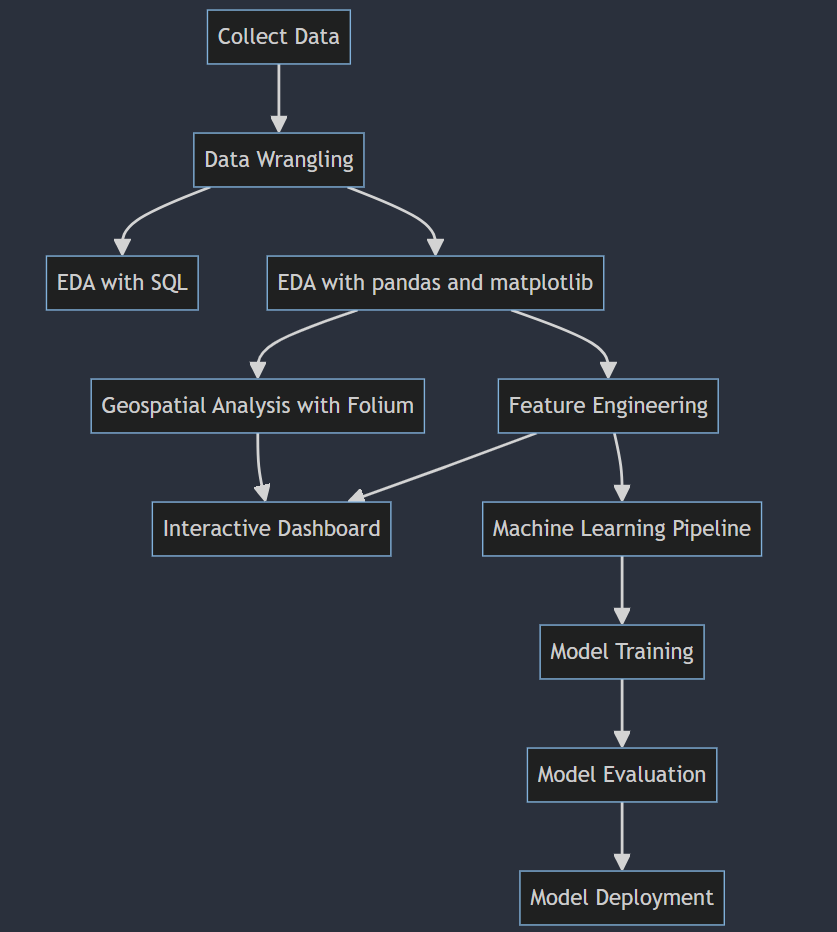 Collect Data
Data Wrangling
EDA with SQL
EDA with pandas and matplotlib
Geospatial Analysis with Folium
Feature Engineering
Interactive Dashboard
Machine Learning Pipeline
Model Training
Model Evaluation
Model Deployment